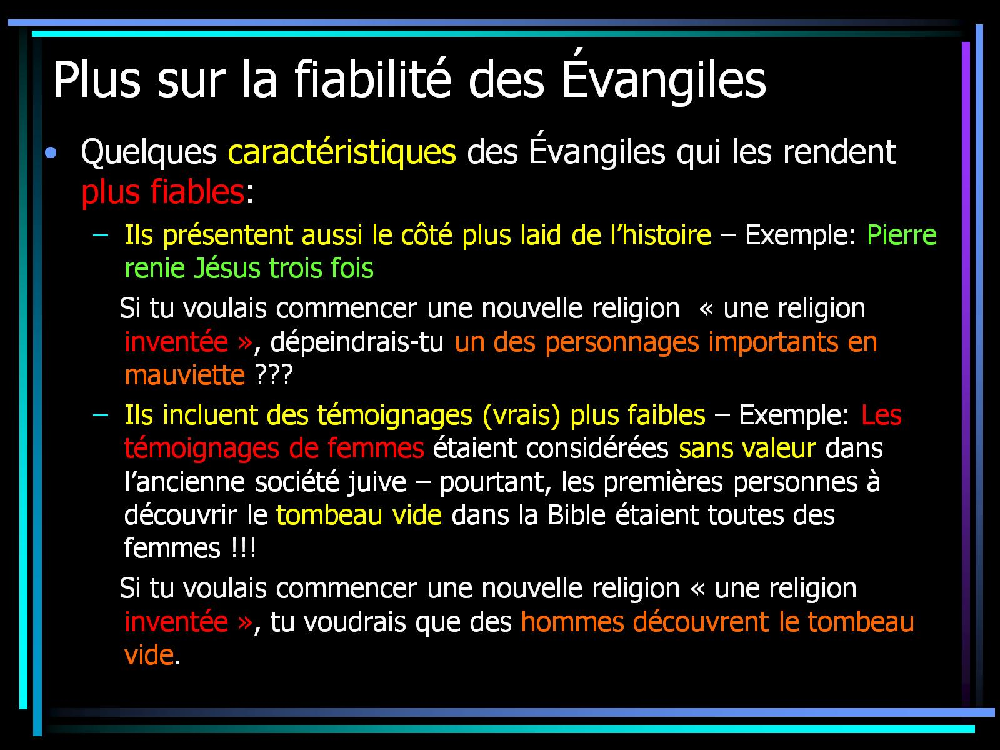 Plus sur la fiabilité des Évangiles
• Quelques caractéristiques des Évangiles qui les rendent
plus fiables:
– Ils présentent aussi le côté plus laid de l’histoire – Exemple: Pierre
renie Jésus trois fois
Si tu voulais commencer une nouvelle religion « une religion
inventée », dépeindrais-tu un des personnages importants en
mauviette ???
– Ils incluent des témoignages (vrais) plus faibles – Exemple: Les
témoignages de femmes étaient considérées sans valeur dans
l’ancienne société juive – pourtant, les premières personnes à
découvrir le tombeau vide dans la Bible étaient toutes des
femmes !!!
Si tu voulais commencer une nouvelle religion « une religion
inventée », tu voudrais que des hommes découvrent le tombeau
vide.